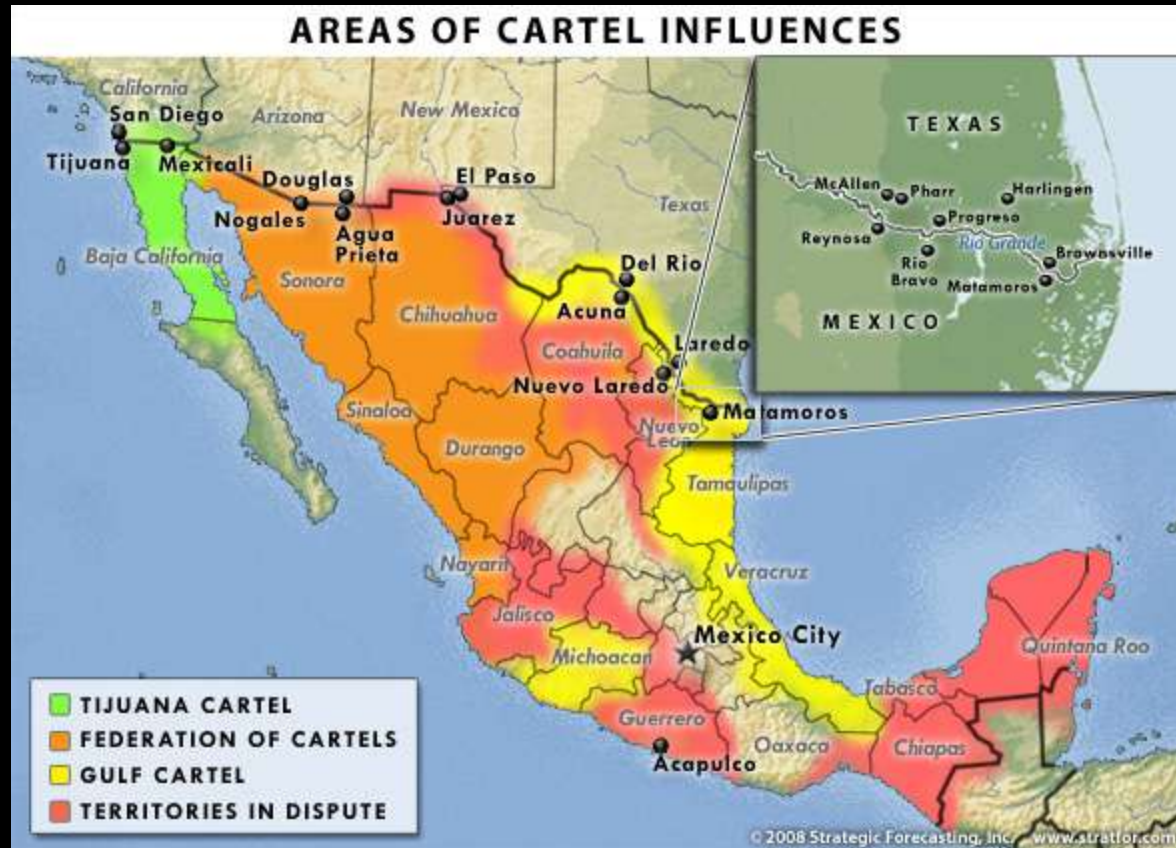 AREAS OF CARTEL INFLUENCES
California
San Diego
Arizona
New Mexico
Tijuana
Mexicali
Douglas
El Paso
Nogales
Juarez
Agua
Prieta
Texas
Baja California
Sonora
Chihuahua
Del Rio
Acuna
Coahuila
Laredo
Nuevo Laredo
Matamoros
Nuevo
Leon
Sinaloa
Durango
Tamaulipas
Nayarit
Veracruz
Jalisco
Mexico City
Michoacan
Quintana Roo
Tabasco
Guerrero
Oaxaca
Chiapas
Acapulco
TEXAS
McAllen
Pharr
Harlingen
Progreso
Reynosa
Rio Grande
Rio
Bravo
Brownsville
Matamoros
MEXICO
TIJUANA CARTEL
FEDERATION OF CARTELS
GULF CARTEL
TERRITORIES IN DISPUTE
© 2008 Strategic Forecasting, Inc. www.stratfor.com